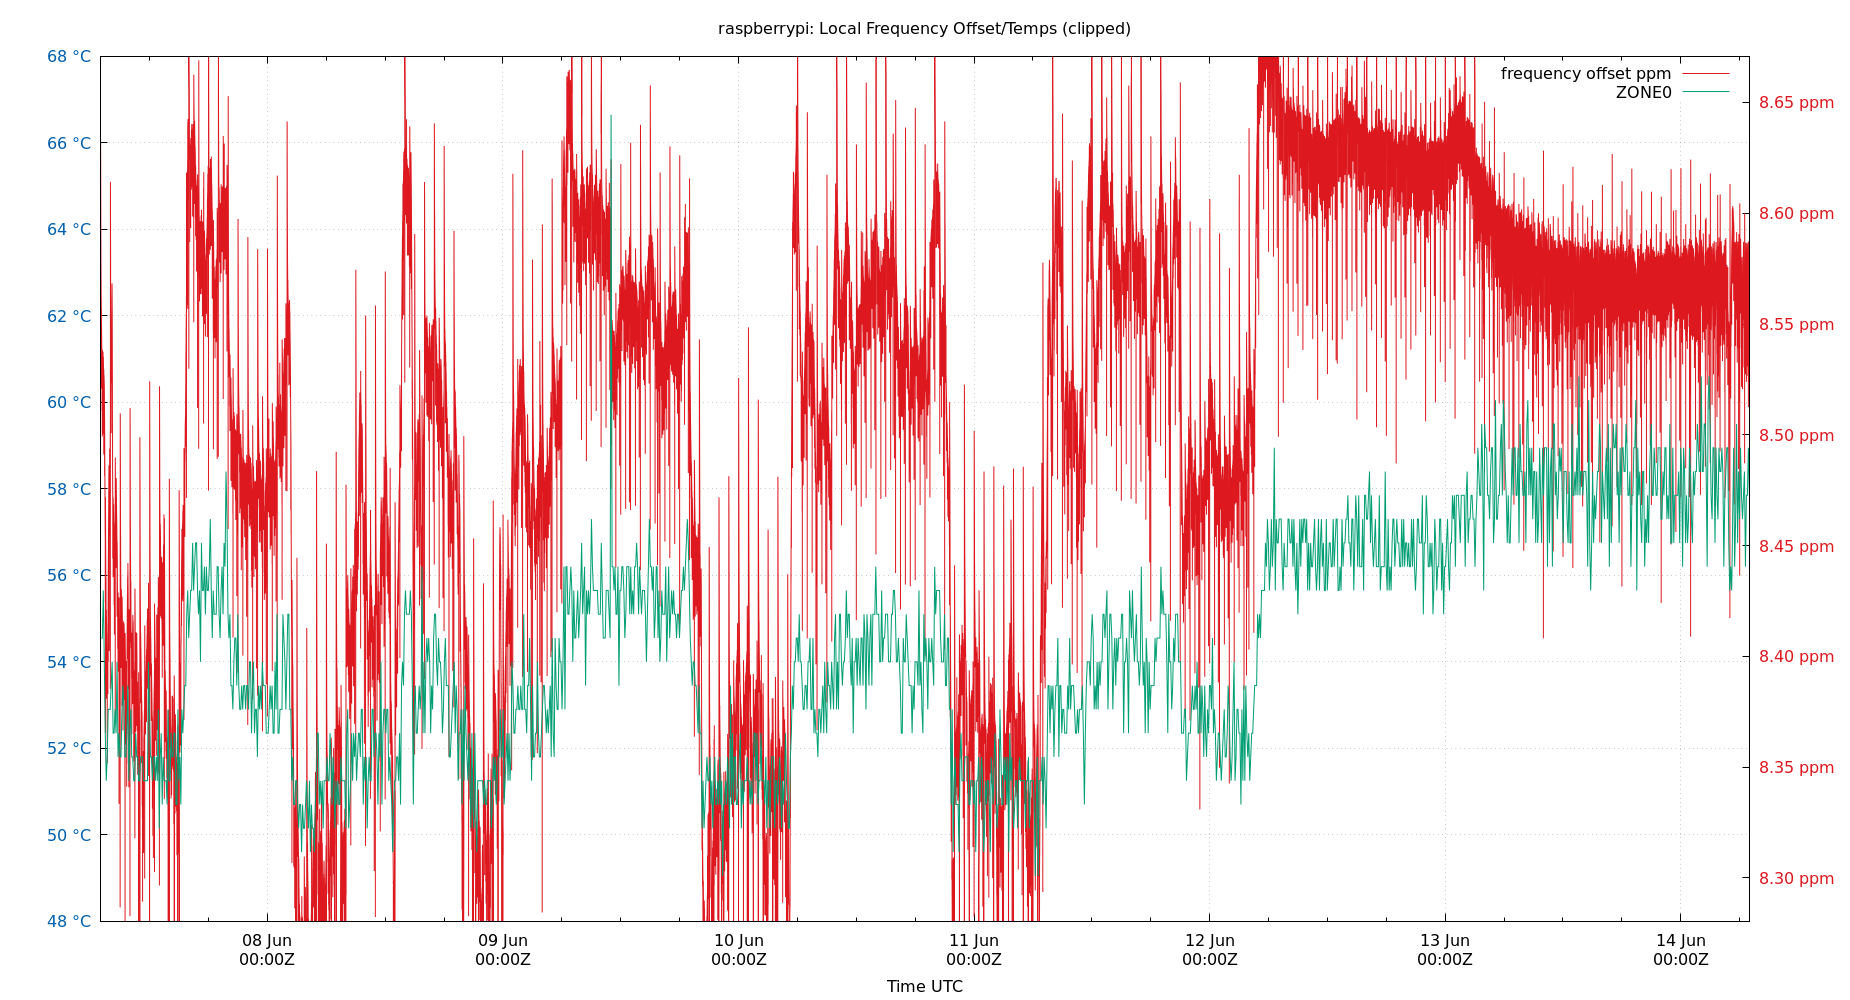 raspberrypi: Local Frequency Offset/Temps (clipped)
68 °C
66 °C
64 °C
62 °C
60 °C
58 °C
56 °C
54 °C
52 °C
50 °C
48 °C
frequency offset ppm
ZONE0
8.65 ppm
8.60 ppm
8.55 ppm
8.50 ppm
8.45 ppm
8.40 ppm
8.35 ppm
8.30 ppm
08 Jun
00:00Z
09 Jun
00:00Z
10 Jun
00:00Z
11 Jun
00:00Z
12 Jun
00:00Z
13 Jun
00:00Z
14 Jun
00:00Z
Time UTC